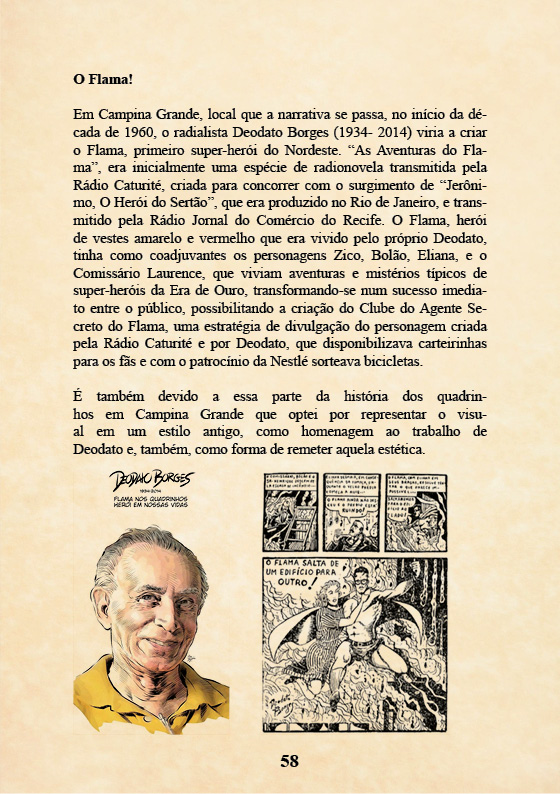 O Flama!
Em Campina Grande, local que a narrativa se passa, no início da dé-
cada de 1960, o radialista Deodato Borges (1934- 2014) viria a criar
o Flama, primeiro super-herói do Nordeste. “As Aventuras do Fla-
ma”, era inicialmente uma espécie de radionovela transmitida pela
Rádio Caturité, criada para concorrer com o surgimento de “Jerôni-
mo, O Herói do Sertão”, que era produzido no Rio de Janeiro, e trans-
mitido pela Rádio Jornal do Comércio do Recife. O Flama, herói
de vestes amarelo e vermelho que era vivido pelo próprio Deodato,
tinha como coadjuvantes os personagens Zico, Bolão, Eliana, e o
Comissário Laurence, que viviam aventuras e mistérios típicos de
super-heróis da Era de Ouro, transformando-se num sucesso imedia-
to entre o público, possibilitando a criação do Clube do Agente Se-
creto do Flama, uma estratégia de divulgação do personagem criada
pela Rádio Caturité e por Deodato, que disponibilizava carteirinhas
para os fãs e com o patrocínio da Nestlé sorteava bicicletas.
É também devido a essa parte da história dos quadrin-
hos em Campina Grande que optei por representar o visu-
al em um estilo antigo, como homenagem ao trabalho de
Deodato e, também, como forma de remeter aquela estética.
DEODATO BORGES
1934-2014
FLAMA NOS QUADRINHOS
HERÓI EM NOSSAS VIDAS
O FLAMA SALTA DE
UM EDIFÍCIO PARA
OUTRO!
Deodato
Borges
58